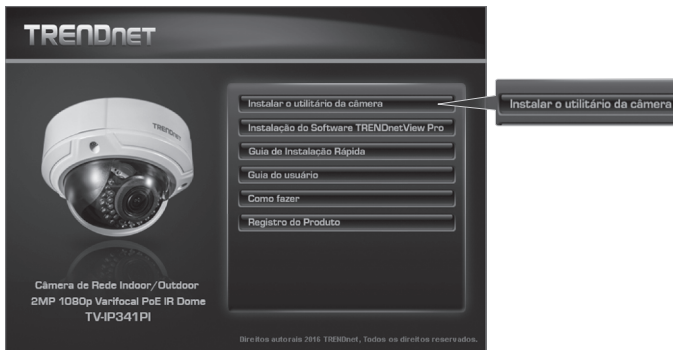 TRENDnet
Instalar o utilitário da câmera
Instalação do Software TRENDnetView Pro
Guia de Instalação Rápida
Guia do usuário
Como fazer
Registro do Produto
Instalar o utilitário da câmera
TRENDnet
Câmera de Rede Indoor/Outdoor
2MP 1080p Varifocal PoE IR Dome
TV-IP341PI
Direitos autorais 2016 TRENDnet, Todos os direitos reservados.